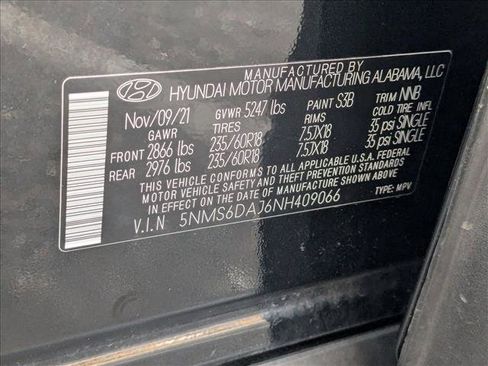 MANUFACTURED BY
HYUNDAI MOTOR MANUFACTURING ALABAMA, LLC
Nov/09/21 GVWR 5247 lbs PAINT S3B TRIM NNB
GAWR TIRES RIMS COLD TIRE INFL
FRONT 2866 lbs 235/60R18 7.5JX18 35 psi SINGLE
REAR 2976 lbs 235/60R18 7.5JX18 35 psi SINGLE
THIS VEHICLE CONFORMS TO ALL APPLICABLE U.S.A. FEDERAL
MOTOR VEHICLE SAFETY AND THEFT PREVENTION STANDARDS
IN EFFECT ON THE DATE OF MANUFACTURE SHOWN ABOVE.
V.I.N 5NMS6DAJ6NH409066 TYPE: MPV